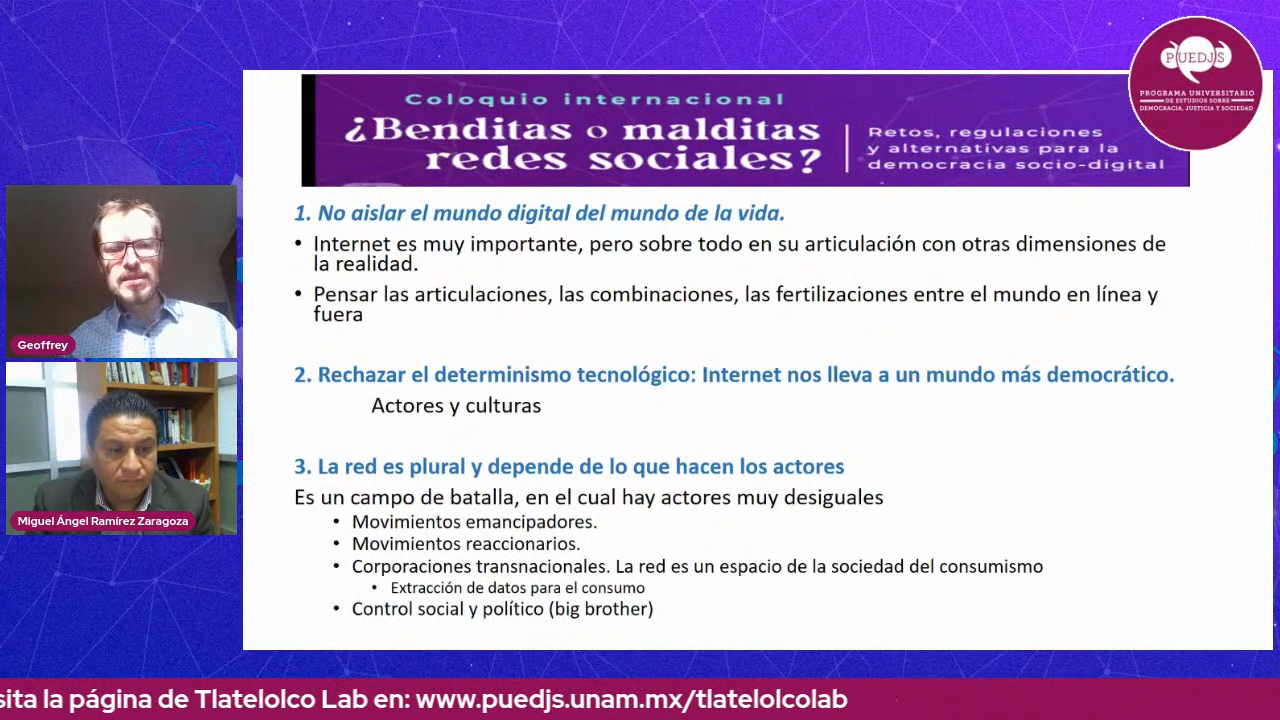 PUEDJS
PROGRAMA UNIVERSITARIO
DE ESTUDIOS SOBRE
DEMOCRACIA, JUSTICIA Y SOCIEDAD
Coloquio internacional
¿Benditas o malditas
redes sociales?
Retos, regulaciones
y alternativas para la
democracia socio-digital
1. No aislar el mundo digital del mundo de la vida.
• Internet es muy importante, pero sobre todo en su articulación con otras dimensiones de
la realidad.
• Pensar las articulaciones, las combinaciones, las fertilizaciones entre el mundo en línea y
fuera
2. Rechazar el determinismo tecnológico: Internet nos lleva a un mundo más democrático.
Actores y culturas
3. La red es plural y depende de lo que hacen los actores
Es un campo de batalla, en el cual hay actores muy desiguales
• Movimientos emancipadores.
• Movimientos reaccionarios.
• Corporaciones transnacionales. La red es un espacio de la sociedad del consumismo
• Extracción de datos para el consumo
• Control social y político (big brother)
Geoffrey
Miguel Ángel Ramírez Zaragoza
sita la página de Tlatelolco Lab en: www.puedjs.unam.mx/tlatelolcolab